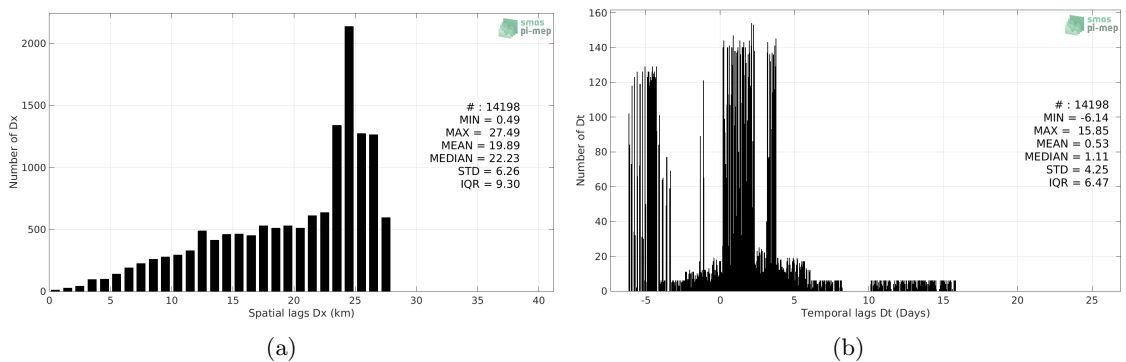 smos
pi-mep
2000
1500
1000
500
0
Number of Dx
# : 14198
MIN = 0.49
MAX = 27.49
MEAN = 19.89
MEDIAN = 22.23
STD = 6.26
IQR = 9.30
0 5 10 15 20 25 30 35 40
Spatial lags Dx (km)
(a)
smos
pi-mep
160
140
120
100
80
60
40
20
0
Number of Dt
# : 14198
MIN = -6.14
MAX = 15.85
MEAN = 0.53
MEDIAN = 1.11
STD = 4.25
IQR = 6.47
-5 0 5 10 15 20 25
Temporal lags Dt (Days)
(b)